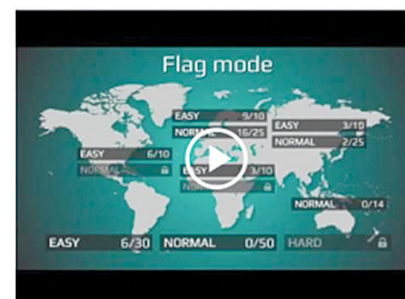 Flag mode
EASY 9/10
NORMAL 16/25
EASY 3/10
NORMAL 2/25
EASY 6/10
NORMAL
EASY 3/10
NORMAL
NORMAL 0/14
EASY 6/30 NORMAL 0/50 HARD